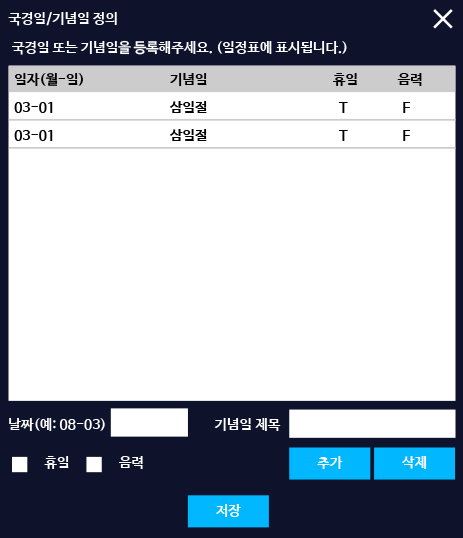 국경일/기념일 정의
국경일 또는 기념일을 등록해주세요. (일정표에 표시됩니다.)
일자(월-일) 기념일 휴일 음력
03-01 삼일절 T F
03-01 삼일절 T F
날짜(예: 08-03) 기념일 제목
휴일 음력 추가 삭제
저장